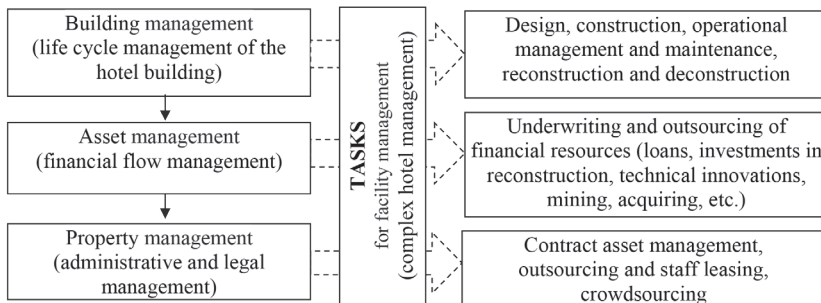 Building management
(life cycle management of the
hotel building)
Asset management
(financial flow management)
Property management
(administrative and legal
management)
TASKS
for facility management
(complex hotel management)
Design, construction, operational
management and maintenance,
reconstruction and deconstruction
Underwriting and outsourcing of
financial resources (loans, investments in
reconstruction, technical innovations,
mining, acquiring, etc.)
Contract asset management,
outsourcing and staff leasing,
crowdsourcing